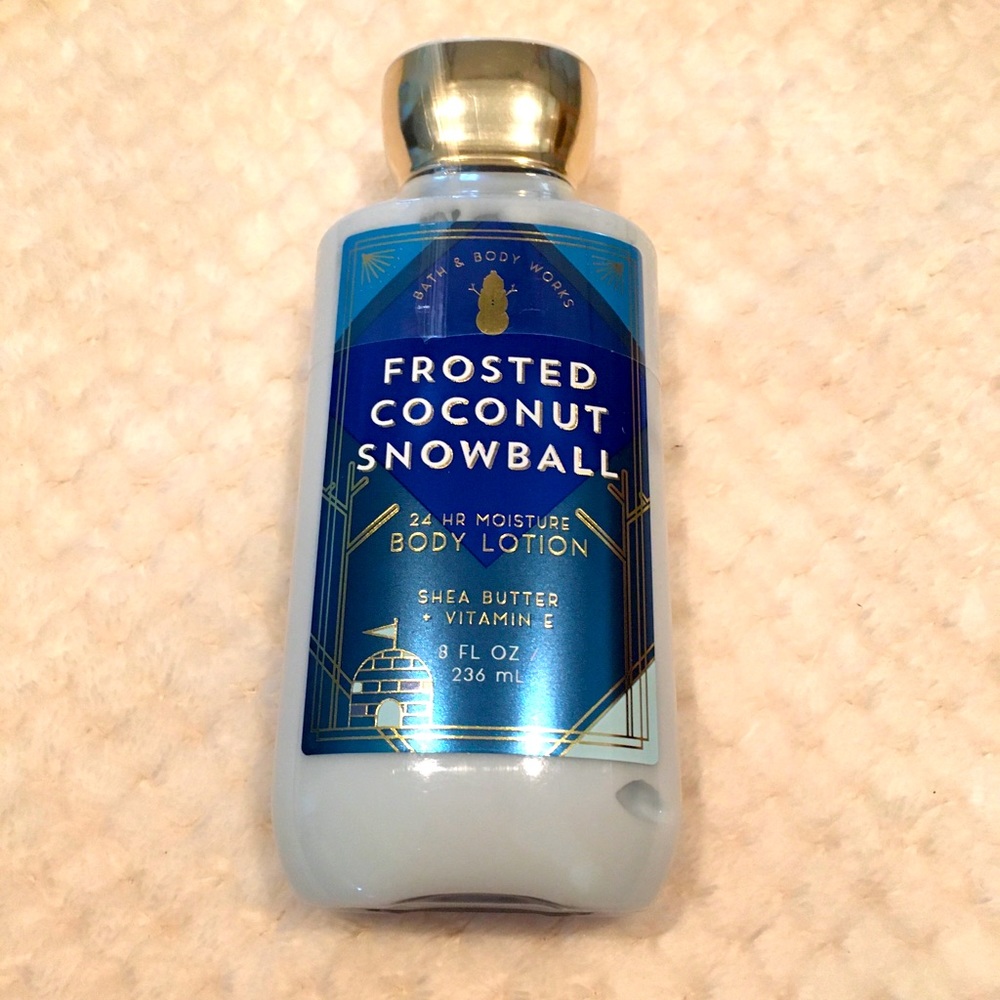 BATH & BODY WORKS
FROSTED
COCONUT
SNOWBALL
24 HR MOISTURE
BODY LOTION
SHEA BUTTER
+ VITAMIN E
8 FL OZ /
236 mL